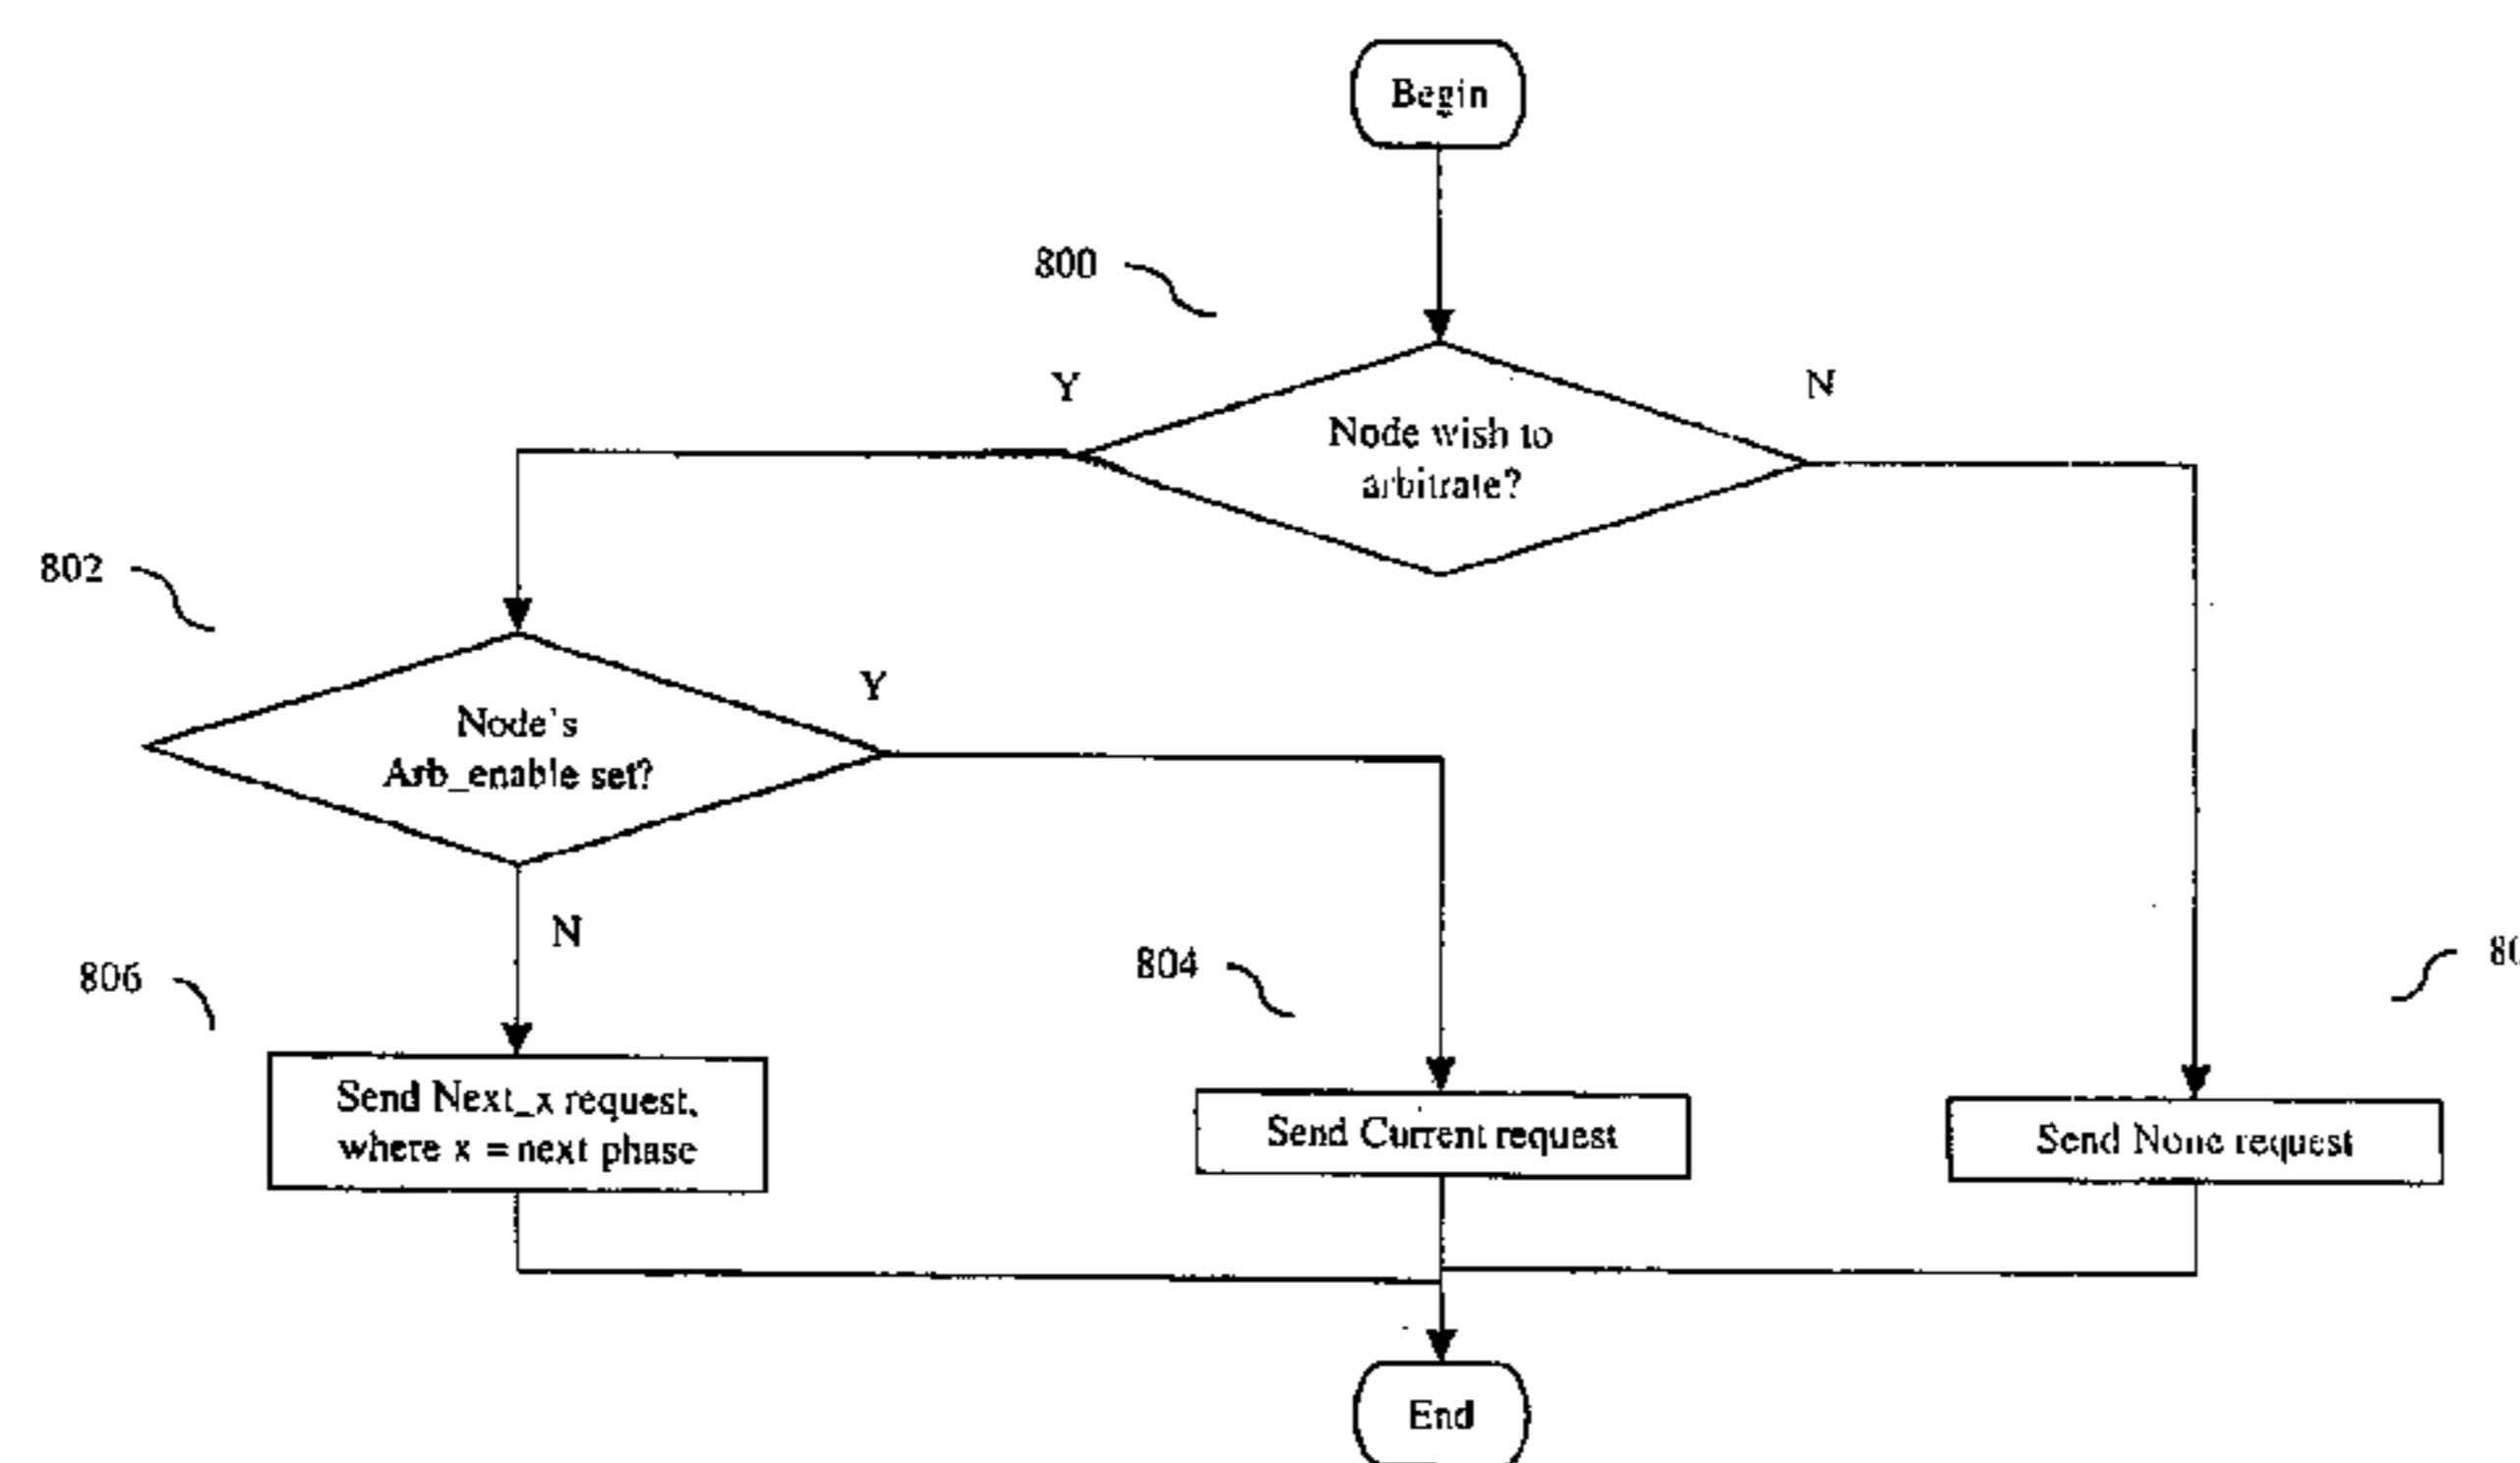 Begin
800
Y
N
Node wish to
arbitrate?
802
Y
Node's
Arb_enable set?
N
806
804
Send Next_x request,
where x = next phase
Send Current request
Send None request
End